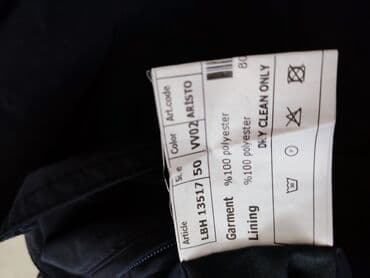 Article Size Color Art.code
LBH 13517 50 VV02 ARISTO
Garment %100 polyester
Lining %100 polyester
DRY CLEAN ONLY